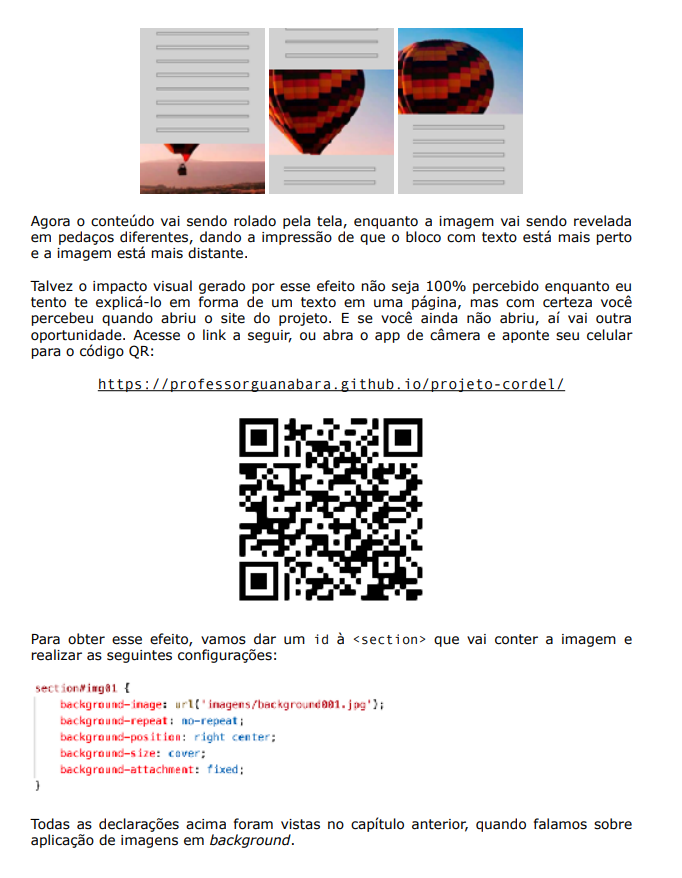 Agora o conteúdo vai sendo rolado pela tela, enquanto a imagem vai sendo revelada
em pedaços diferentes, dando a impressão de que o bloco com texto está mais perto
e a imagem está mais distante.
Talvez o impacto visual gerado por esse efeito não seja 100% percebido enquanto eu
tento te explicá-lo em forma de um texto em uma página, mas com certeza você
percebeu quando abriu o site do projeto. E se você ainda não abriu, aí vai outra
oportunidade. Acesse o link a seguir, ou abra o app de câmera e aponte seu celular
para o código QR:
https://professorguanabara.github.io/projeto-cordel/
Para obter esse efeito, vamos dar um id à <section> que vai conter a imagem e
realizar as seguintes configurações:
section#img01 {
background-image: url('imagens/background001.jpg');
background-repeat: no-repeat;
background-position: right center;
background-size: cover;
background-attachment: fixed;
}
Todas as declarações acima foram vistas no capítulo anterior, quando falamos sobre
aplicação de imagens em background.